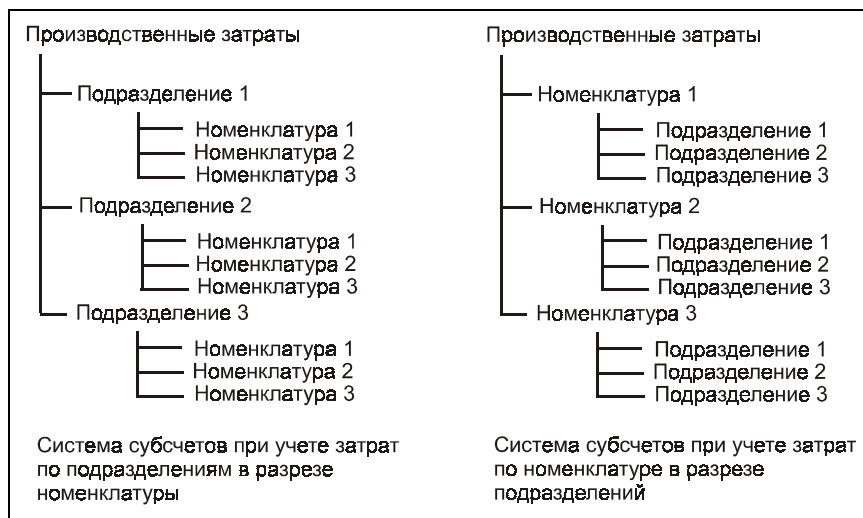 Производственные затраты
Подразделение 1
Номенклатура 1
Номенклатура 2
Номенклатура 3
Подразделение 2
Номенклатура 1
Номенклатура 2
Номенклатура 3
Подразделение 3
Номенклатура 1
Номенклатура 2
Номенклатура 3
Система субсчетов при учете затрат
по подразделениям в разрезе
номенклатуры
Производственные затраты
Номенклатура 1
Подразделение 1
Подразделение 2
Подразделение 3
Номенклатура 2
Подразделение 1
Подразделение 2
Подразделение 3
Номенклатура 3
Подразделение 1
Подразделение 2
Подразделение 3
Система субсчетов при учете затрат
по номенклатуре в разрезе
подразделений